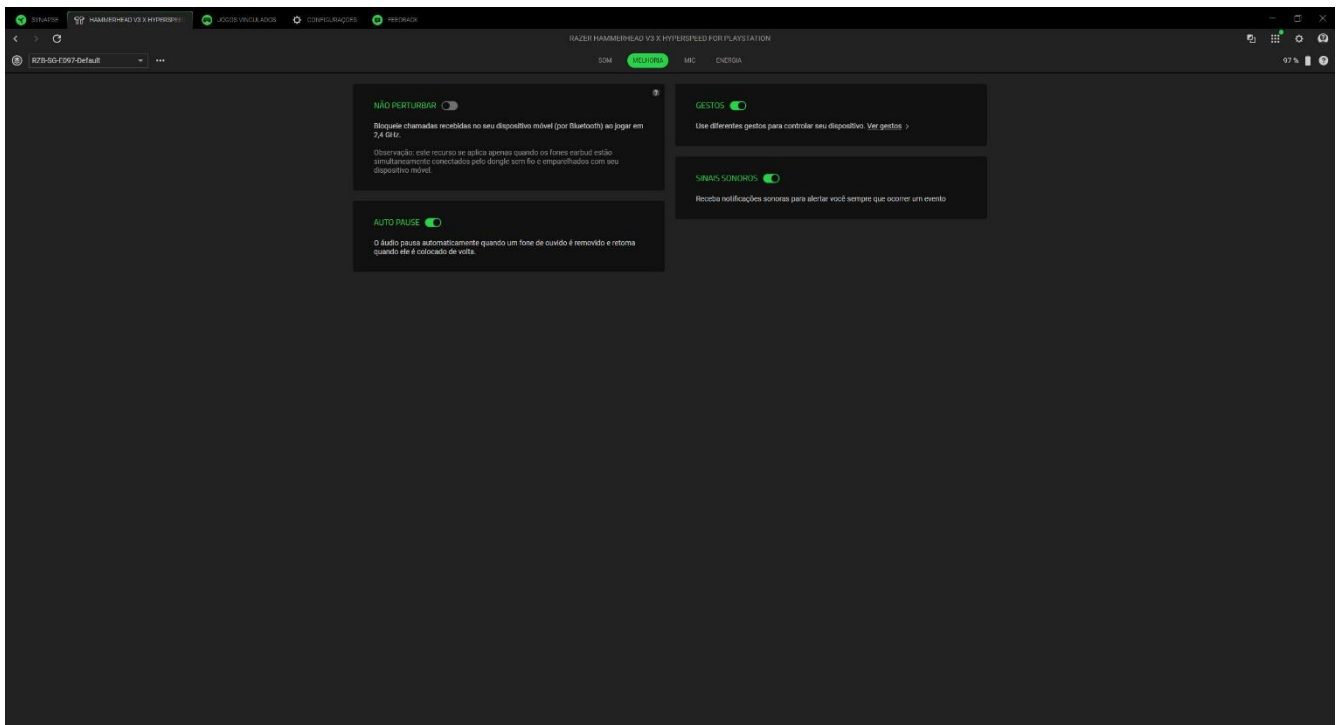 SYNAPSE
HAMMERHEAD V3 X HYPERSPEE
JOGOS VINCULADOS
CONFIGURAÇÕES
FEEDBACK
RAZER HAMMERHEAD V3 X HYPERSPEED FOR PLAYSTATION
RZB-SG-E097-Default
SOM
MELHORIA
MIC
ENERGIA
97 %
NÃO PERTURBAR
Bloqueie chamadas recebidas no seu dispositivo móvel (por Bluetooth) ao jogar em
2,4 GHz.
Observação: este recurso se aplica apenas quando os fones earbud estão
simultaneamente conectados pelo dongle sem fio e emparelhados com seu
dispositivo móvel.
AUTO PAUSE
O áudio pausa automaticamente quando um fone de ouvido é removido e retoma
quando ele é colocado de volta.
GESTOS
Use diferentes gestos para controlar seu dispositivo. Ver gestos >
SINAIS SONOROS
Receba notificações sonoras para alertar você sempre que ocorrer um evento